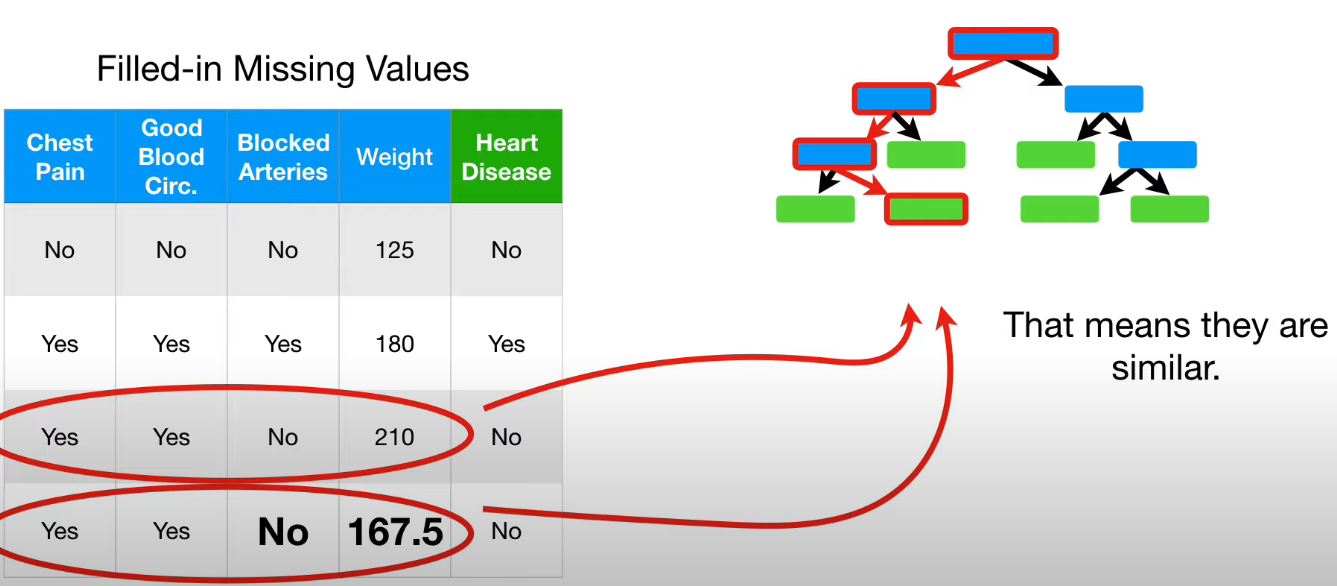 Filled-in Missing Values
Chest Pain
Good Blood Circ.
Blocked Arteries
Weight
Heart Disease
No No No 125 No
Yes Yes Yes 180 Yes
Yes Yes No 210 No
Yes Yes No 167.5 No
That means they are
similar.